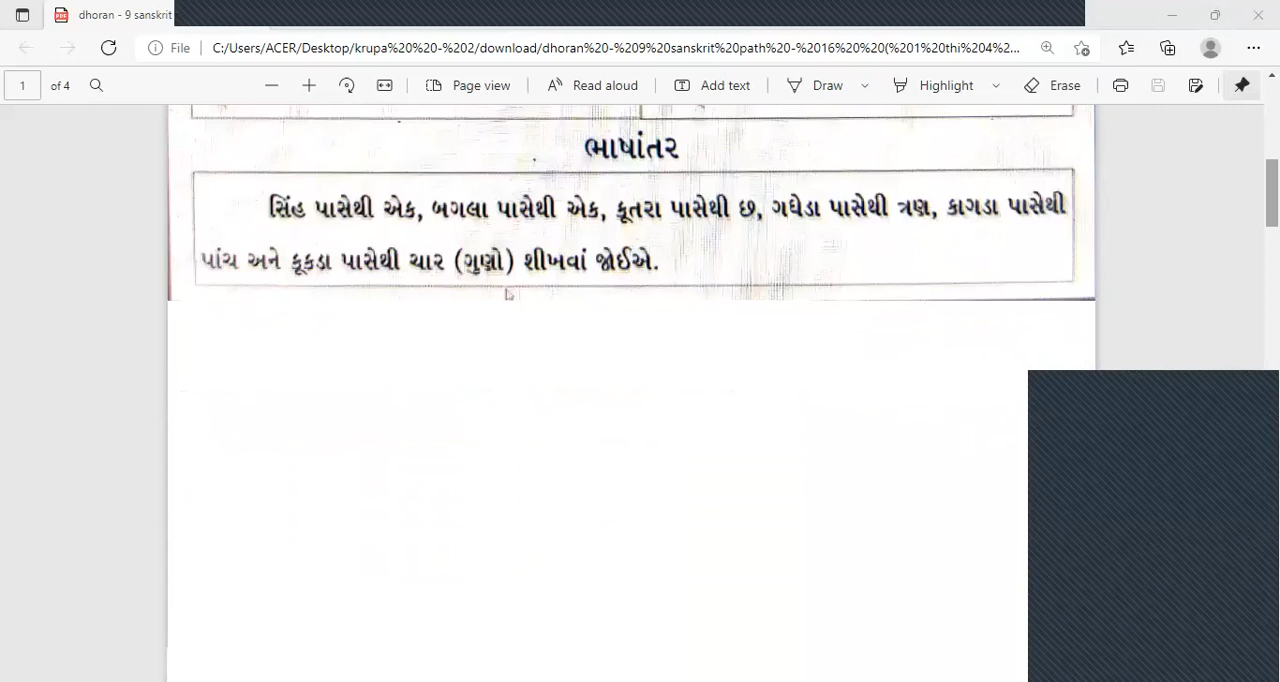 dhoran - 9 sanskrit
File
C:/Users/ACER/Desktop/krupa%20%20-%202/download/dhoran%20-%209%20sanskrit%20path%20-%2016%20%20(%201%20thi%204%2...
1 of 4
Page view
Read aloud
Add text
Draw
Highlight
Erase
ભાષાંતર
સિંહ પાસેથી એક, બગલા પાસેથી એક, કૂતરા પાસેથી છ, ગધેડા પાસેથી ત્રણ, કાગડા પાસેથી
પાંચ અને કૂકડા પાસેથી ચાર (ગુણો) શીખવાં જોઈએ.